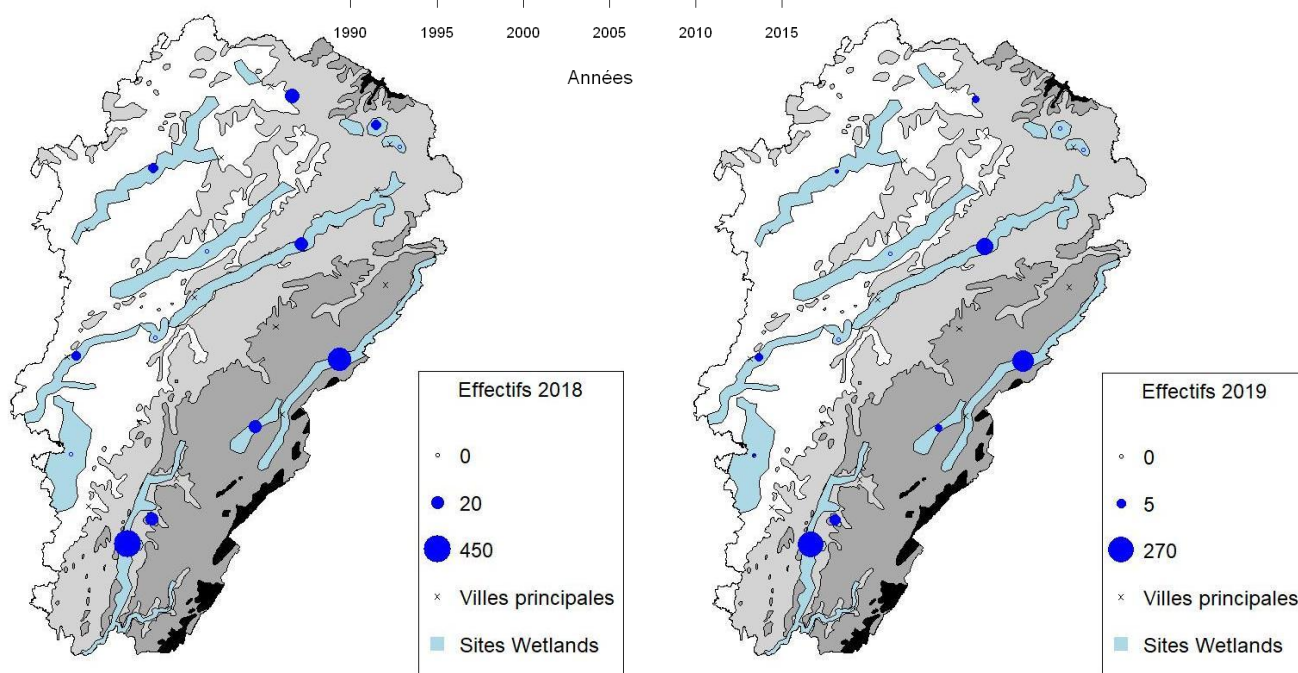 1990 1995 2000 2005 2010 2015
Années
Effectifs 2018
0
20
450
Villes principales
Sites Wetlands
Effectifs 2019
0
5
270
Villes principales
Sites Wetlands